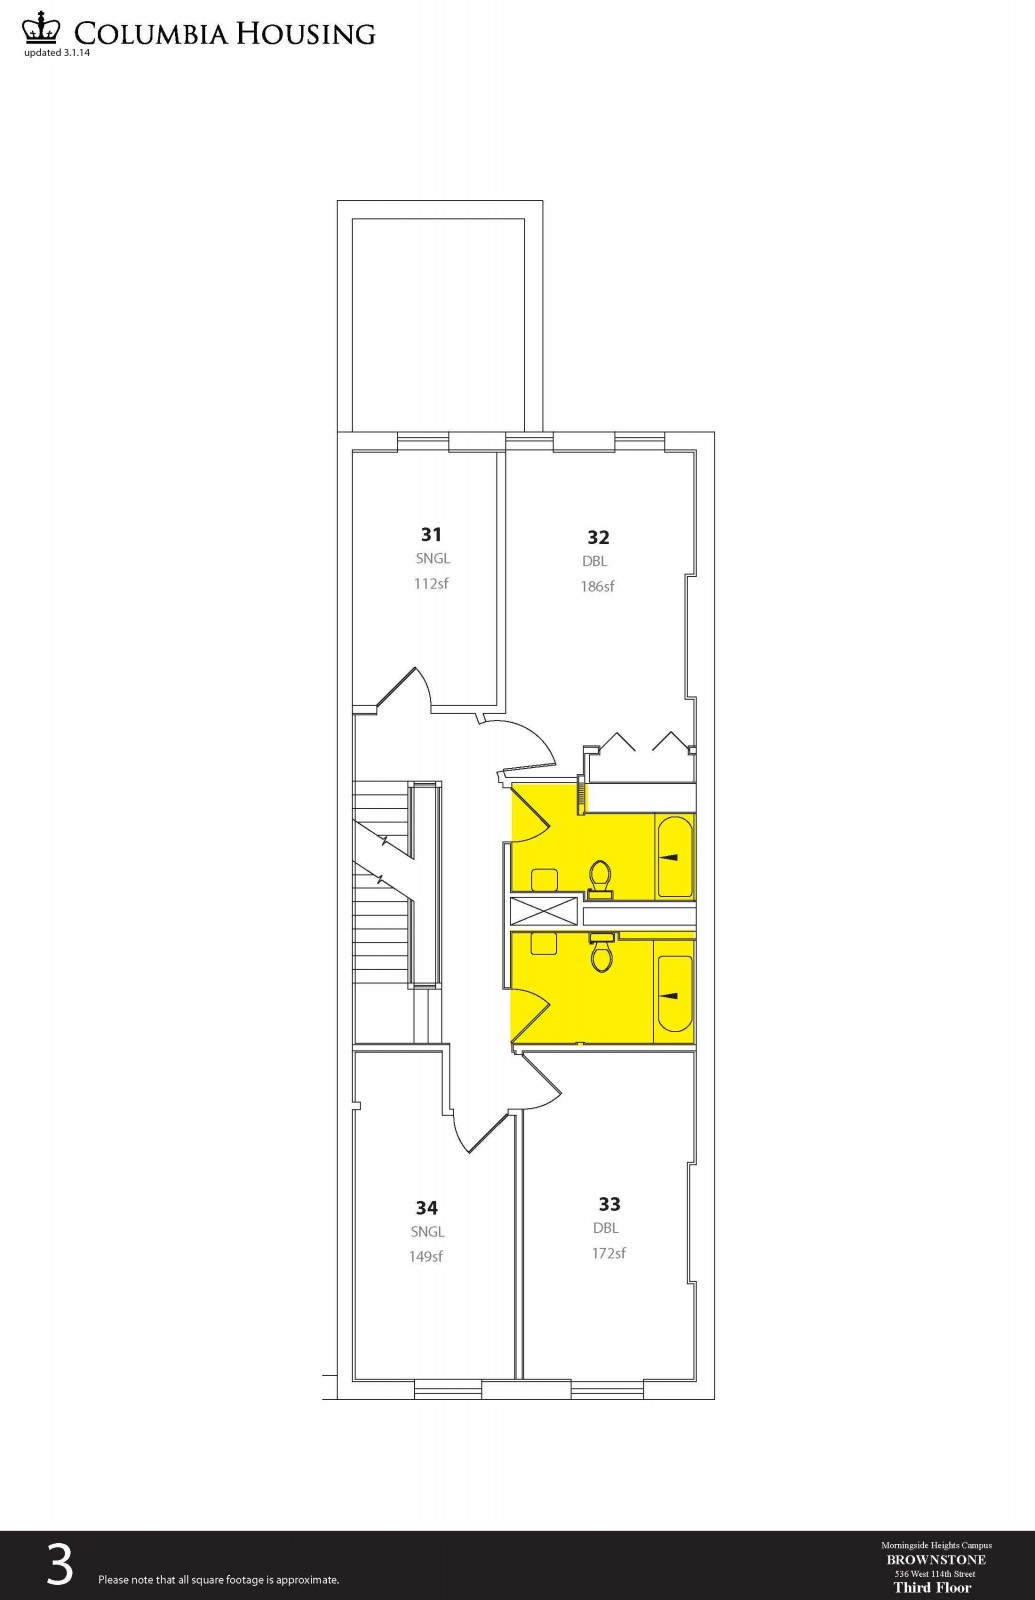 COLUMBIA HOUSING
updated 3.1.14
31
SNGL
112sf
32
DBL
186sf
34
SNGL
149sf
33
DBL
172sf
3
Please note that all square footage is approximate.
Morningside Heights Campus
BROWNSTONE
536 West 114th Street
Third Floor